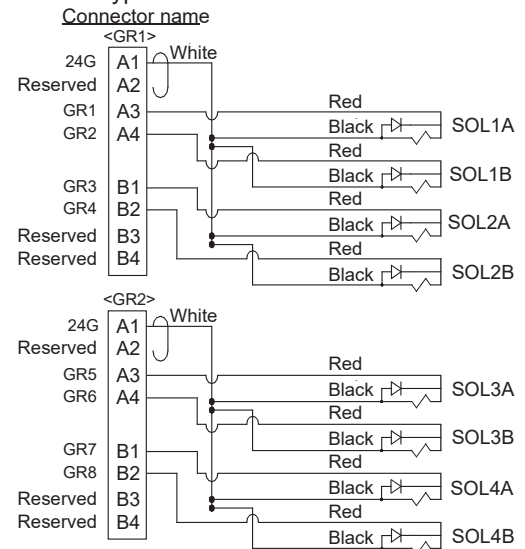 Connector name
<GR1>
White
24G A1
Reserved A2
GR1 A3 Red
GR2 A4 Black SOL1A
Red
Black SOL1B
GR3 B1 Red
GR4 B2 Black SOL2A
Reserved B3 Red
Reserved B4 Black SOL2B
<GR2>
White
24G A1
Reserved A2
GR5 A3 Red
GR6 A4 Black SOL3A
Red
Black SOL3B
GR7 B1 Red
GR8 B2 Black SOL4A
Reserved B3 Red
Reserved B4 Black SOL4B